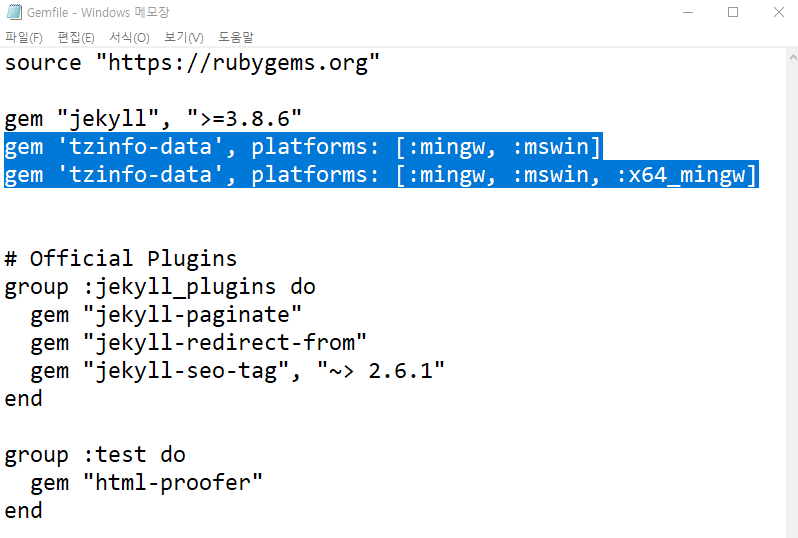 Gemfile - Windows 메모장
파일(F) 편집(E) 서식(O) 보기(V) 도움말
source "https://rubygems.org"
gem "jekyll", ">=3.8.6"
gem 'tzinfo-data', platforms: [:mingw, :mswin]
gem 'tzinfo-data', platforms: [:mingw, :mswin, :x64_mingw]
# Official Plugins
group :jekyll_plugins do
  gem "jekyll-paginate"
  gem "jekyll-redirect-from"
  gem "jekyll-seo-tag", "~> 2.6.1"
end
group :test do
  gem "html-proofer"
end